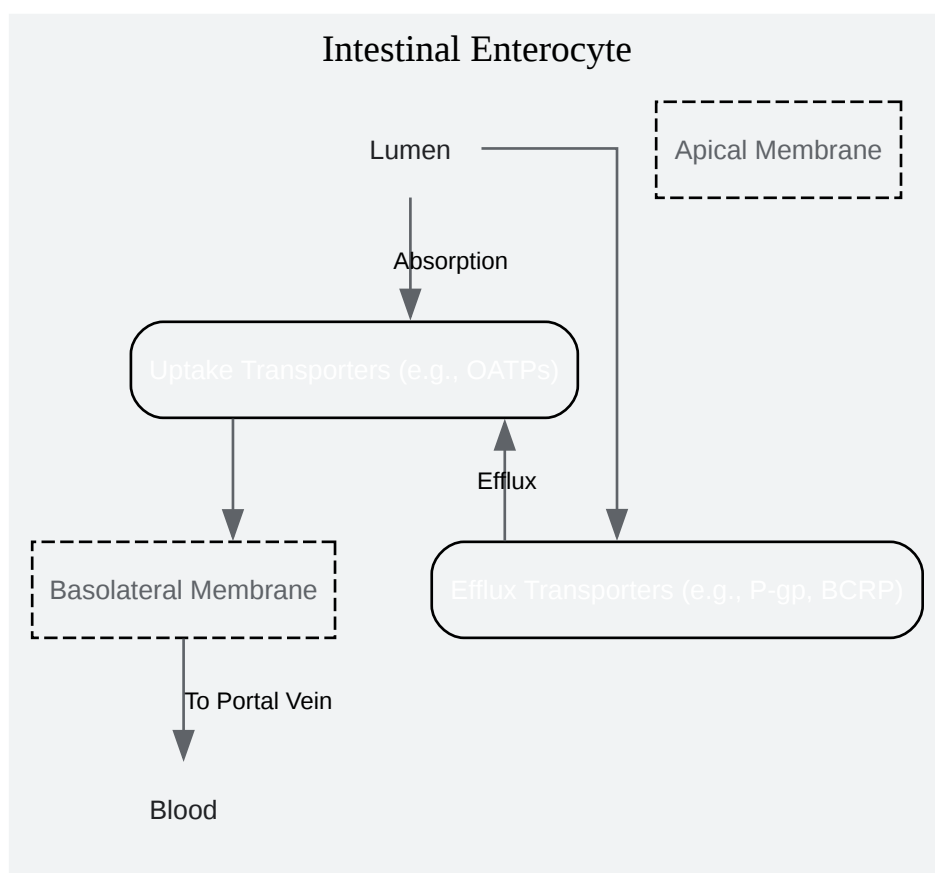 Intestinal Enterocyte
Lumen
Apical Membrane
Absorption
Uptake Transporters (e.g., OATPs)
Efflux
Basolateral Membrane
Efflux Transporters (e.g., P-gp, BCRP)
To Portal Vein
Blood